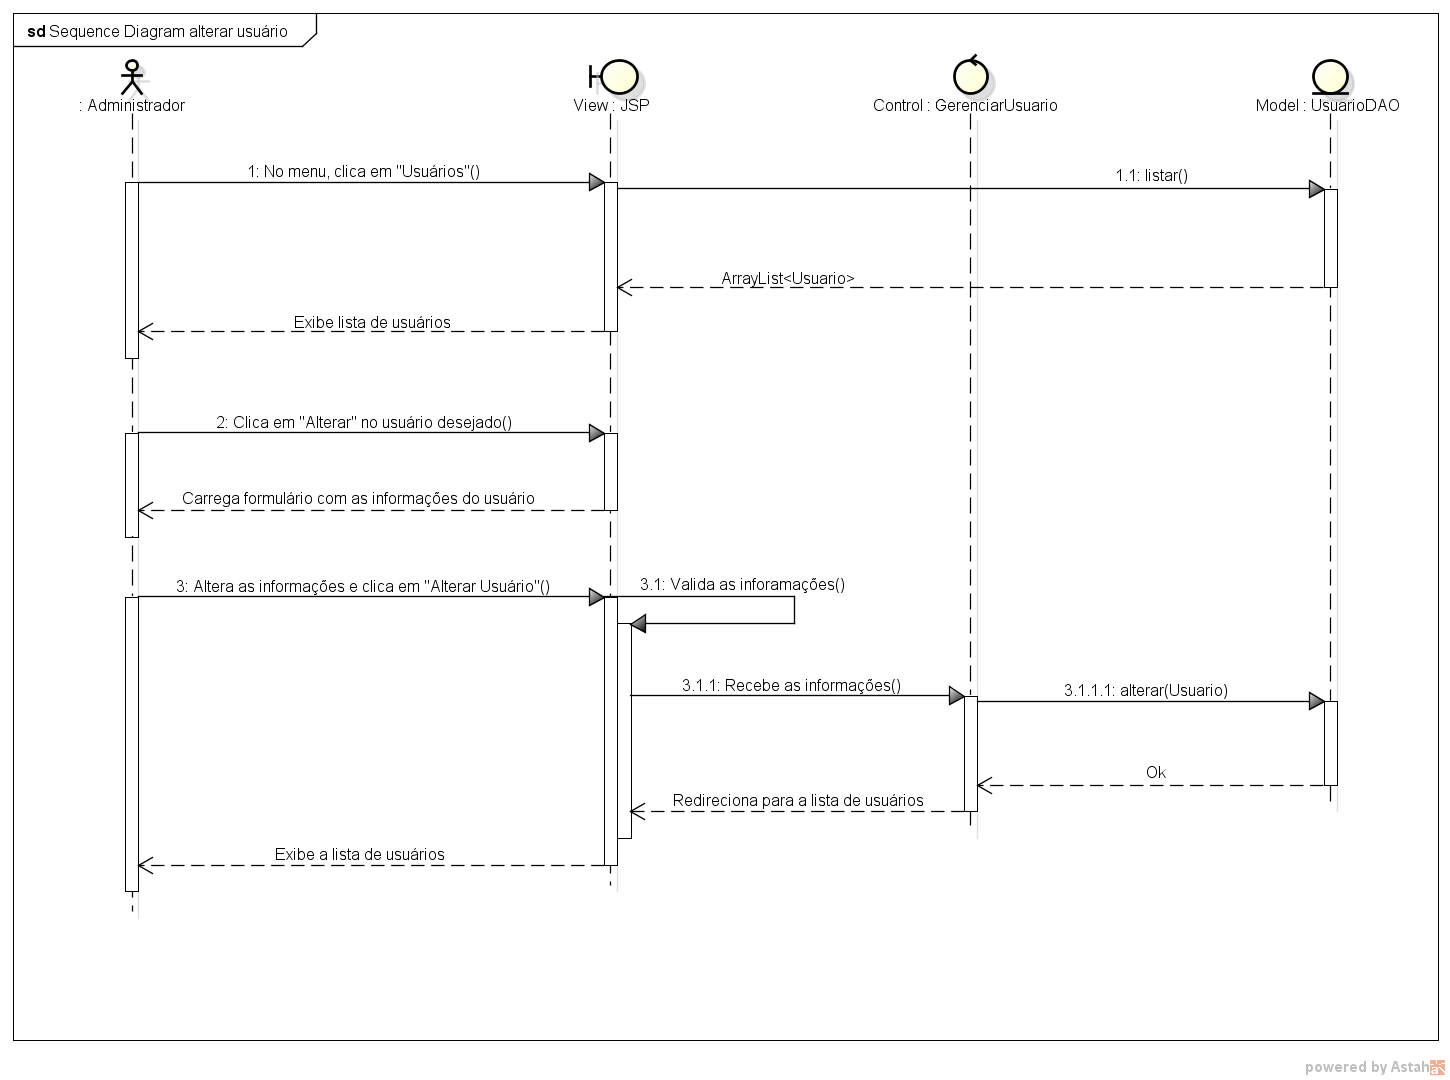 sd Sequence Diagram alterar usuário
: Administrador
View : JSP
Control : GerenciarUsuario
Model : UsuarioDAO
1: No menu, clica em "Usuários"()
1.1: listar()
ArrayList<Usuario>
Exibe lista de usuários
2: Clica em "Alterar" no usuário desejado()
Carrega formulário com as informações do usuário
3: Altera as informações e clica em "Alterar Usuário"()
3.1: Valida as inforamações()
3.1.1: Recebe as informações()
3.1.1.1: alterar(Usuario)
Ok
Redireciona para a lista de usuários
Exibe a lista de usuários
powered by Astah